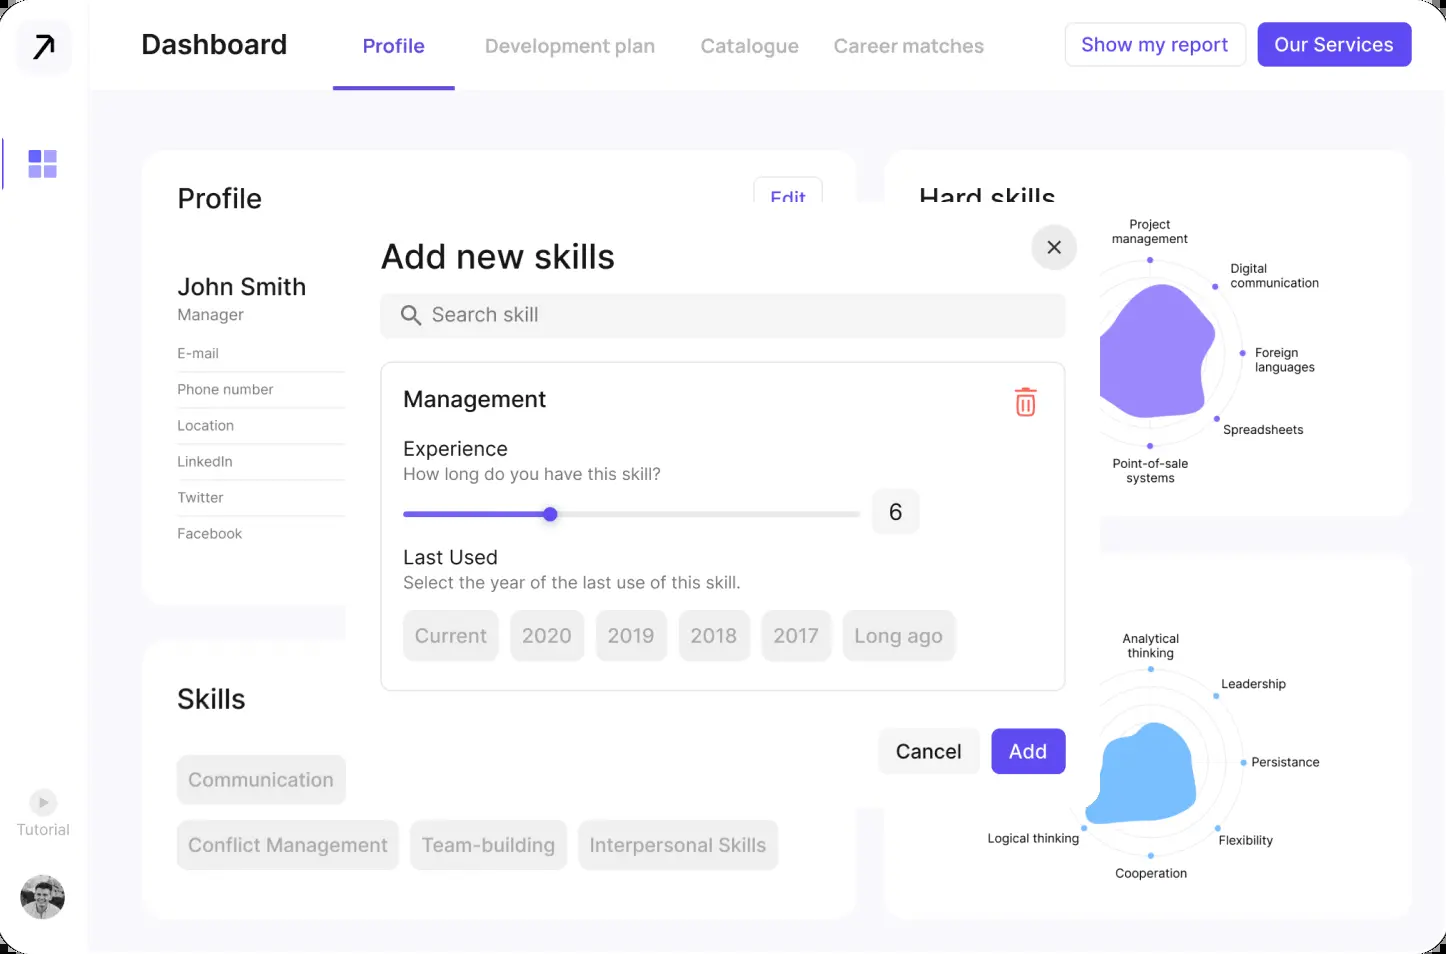 Dashboard
Profile
Development plan
Catalogue
Career matches
Show my report
Our Services
Profile
Edit
John Smith
Manager
E-mail
Phone number
Location
LinkedIn
Twitter
Facebook
Hard skills
Project
management
Digital
communication
Foreign
languages
Spreadsheets
Point-of-sale
systems
Add new skills
Search skill
Management
Experience
How long do you have this skill?
6
Last Used
Select the year of the last use of this skill.
Current
2020
2019
2018
2017
Long ago
Cancel
Add
Skills
Communication
Conflict Management
Team-building
Interpersonal Skills
Analytical
thinking
Leadership
Persistance
Flexibility
Cooperation
Logical thinking
Tutorial